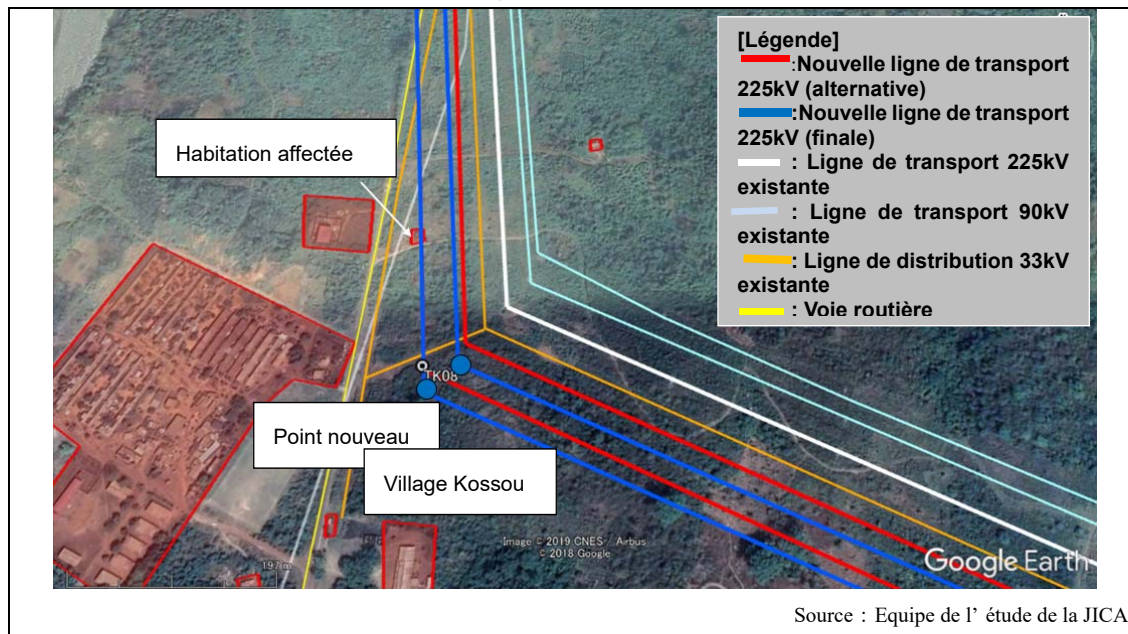 [Légende]
:Nouvelle ligne de transport
225kV (alternative)
:Nouvelle ligne de transport
225kV (finale)
: Ligne de transport 225kV
existante
: Ligne de transport 90kV
existante
: Ligne de distribution 33kV
existante
: Voie routière
Habitation affectée
TK08
Point nouveau
Village Kossou
Image © 2019 CNES / Airbus
© 2018 Google
197 m
Google Earth
Source : Equipe de l’ étude de la JICA